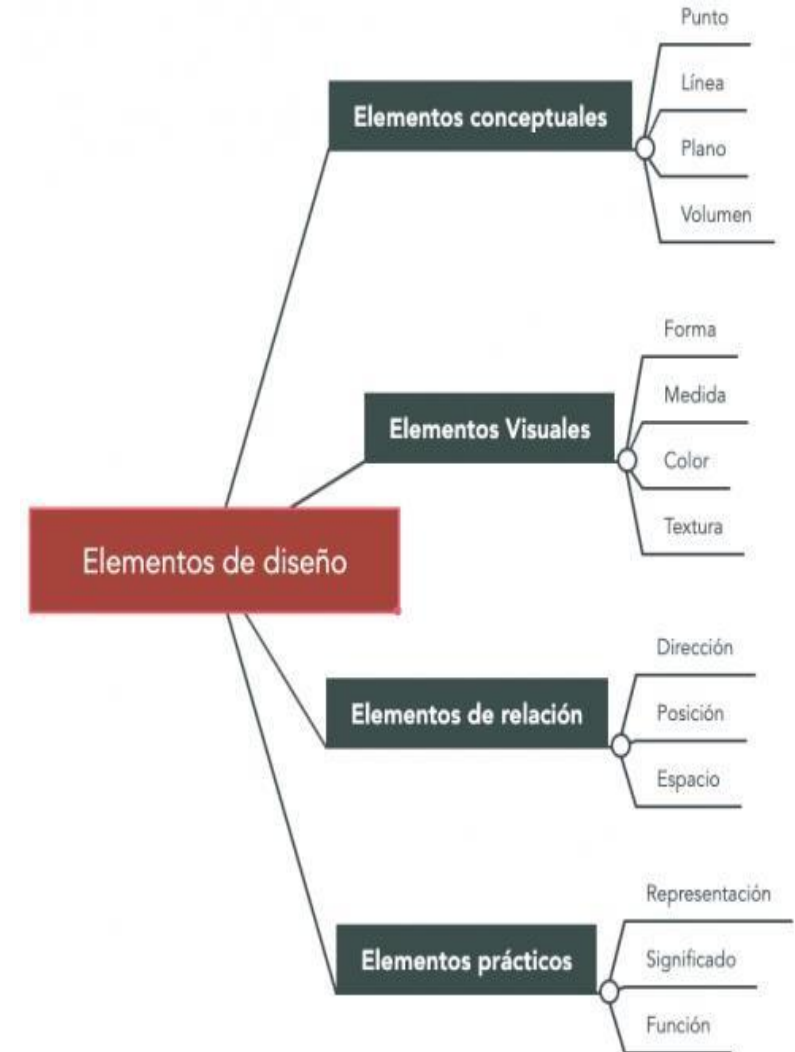 Elementos de diseño
Elementos conceptuales
Punto
Línea
Plano
Volumen
Elementos Visuales
Forma
Medida
Color
Textura
Elementos de relación
Dirección
Posición
Espacio
Elementos prácticos
Representación
Significado
Función